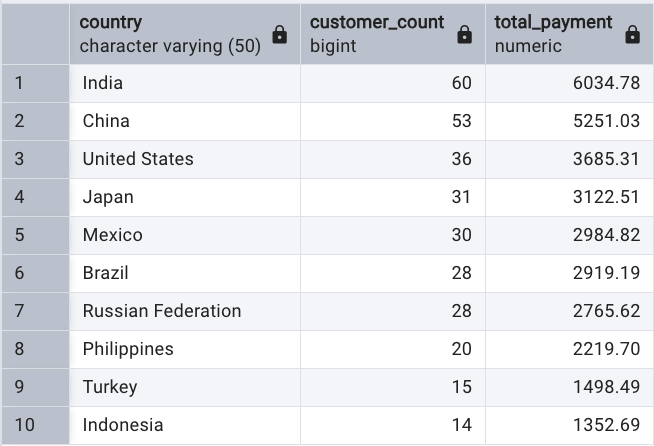 country customer_count total_payment
character varying (50) bigint numeric
1 India 60 6034.78
2 China 53 5251.03
3 United States 36 3685.31
4 Japan 31 3122.51
5 Mexico 30 2984.82
6 Brazil 28 2919.19
7 Russian Federation 28 2765.62
8 Philippines 20 2219.70
9 Turkey 15 1498.49
10 Indonesia 14 1352.69